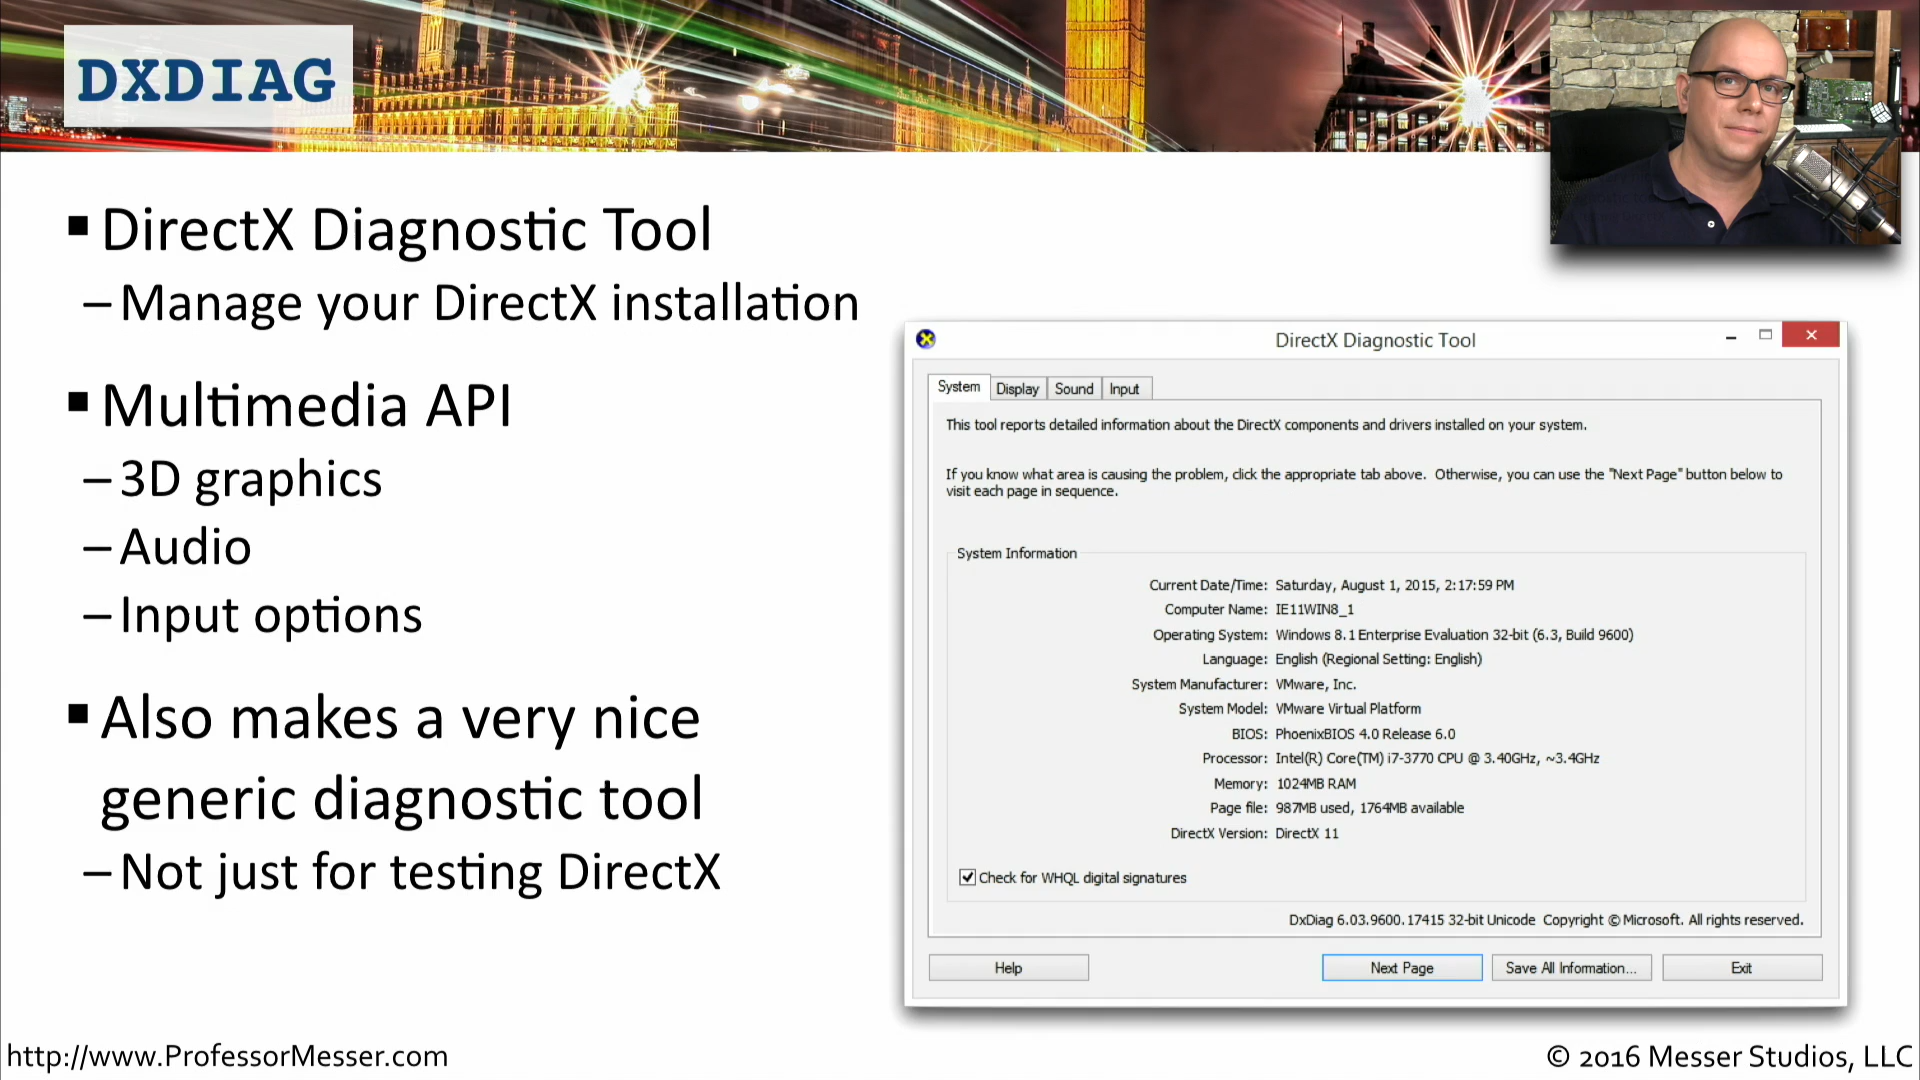 DXDIAG
▪ DirectX Diagnostic Tool
– Manage your DirectX installation
▪ Multimedia API
– 3D graphics
– Audio
– Input options
▪ Also makes a very nice
generic diagnostic tool
– Not just for testing DirectX
DirectX Diagnostic Tool
System Display Sound Input
This tool reports detailed information about the DirectX components and drivers installed on your system.
If you know what area is causing the problem, click the appropriate tab above. Otherwise, you can use the "Next Page" button below to
visit each page in sequence.
System Information
Current Date/Time: Saturday, August 1, 2015, 2:17:59 PM
Computer Name: IE11WIN8_1
Operating System: Windows 8.1 Enterprise Evaluation 32-bit (6.3, Build 9600)
Language: English (Regional Setting: English)
System Manufacturer: VMware, Inc.
System Model: VMware Virtual Platform
BIOS: PhoenixBIOS 4.0 Release 6.0
Processor: Intel(R) Core(TM) i7-3770 CPU @ 3.40GHz, ~3.4GHz
Memory: 1024MB RAM
Page file: 987MB used, 1764MB available
DirectX Version: DirectX 11
Check for WHQL digital signatures
DxDiag 6.03.9600.17415 32-bit Unicode Copyright © Microsoft. All rights reserved.
Help Next Page Save All Information... Exit
http://www.ProfessorMesser.com
© 2016 Messer Studios, LLC